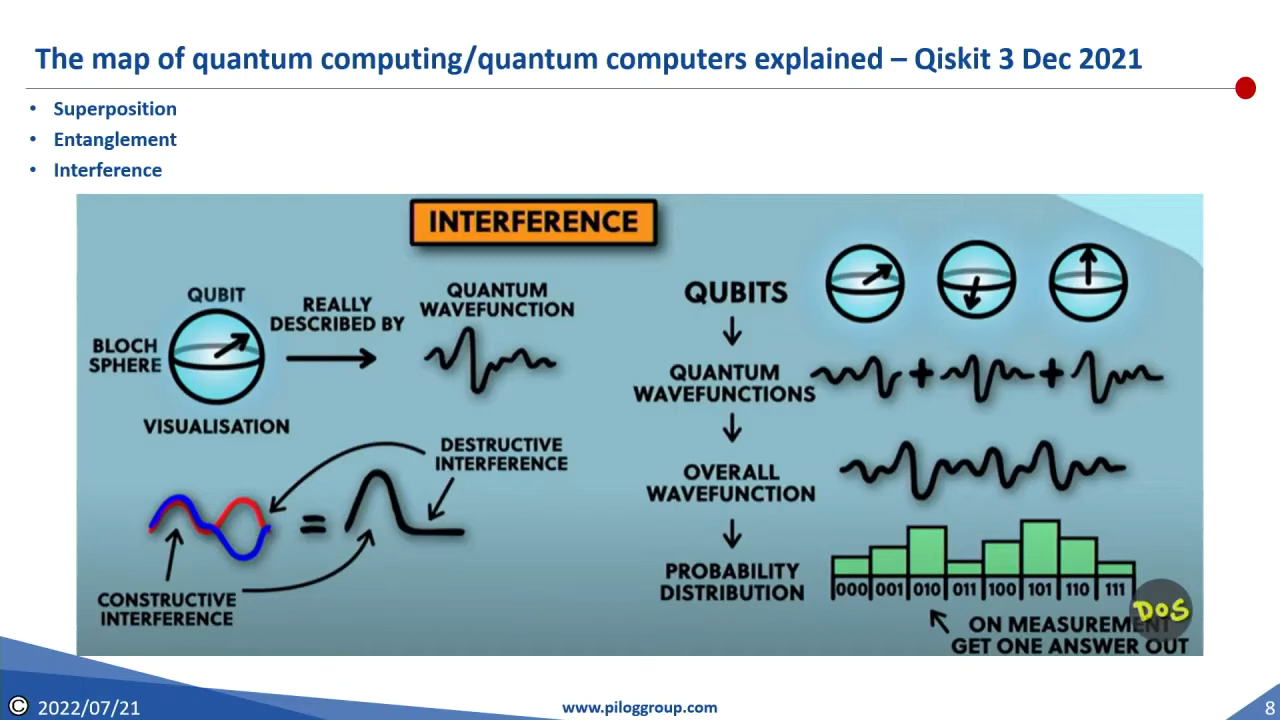 The map of quantum computing/quantum computers explained – Qiskit 3 Dec 2021
• Superposition
• Entanglement
• Interference
INTERFERENCE
QUBIT
BLOCH
SPHERE
VISUALISATION
REALLY
DESCRIBED BY
QUANTUM
WAVEFUNCTION
DESTRUCTIVE
INTERFERENCE
=
CONSTRUCTIVE
INTERFERENCE
QUBITS
QUANTUM
WAVEFUNCTIONS
+ +
OVERALL
WAVEFUNCTION
PROBABILITY
DISTRIBUTION
000 001 010 011 100 101 110 111
ON MEASUREMENT
GET ONE ANSWER OUT
DoS
© 2022/07/21
www.piloggroup.com
8